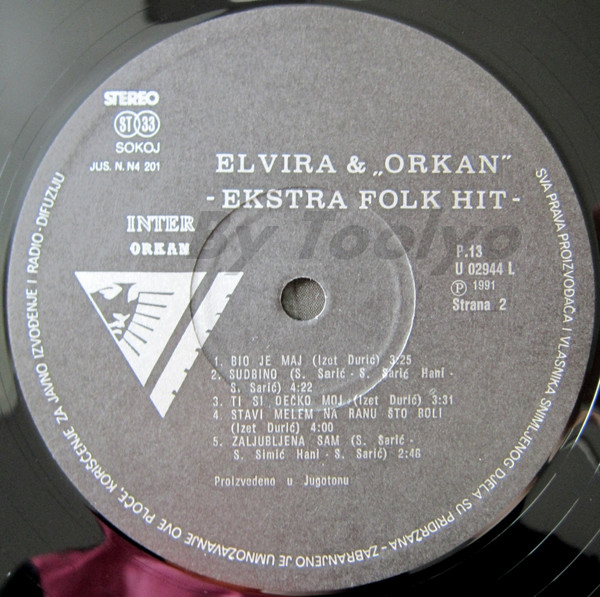 STEREO
ST 33
SOKOJ
JUS. N. N4 201
ELVIRA & „ORKAN"
- EKSTRA FOLK HIT -
By Toolyo
INTER
ORKAN
P.13
U 02944 L
Ⓟ 1991
Strana 2
1. BIO JE MAJ (Izet Durić) 3:25
2. SUDBINO (S. Sarić - S. Sarić Hani -
S. Sarić) 4:22
3. TI SI DEČKO MOJ (Izet Durić) 3:31
4. STAVI MELEM NA RANU ŠTO BOLI
(Izet Durić) 4:00
5. ZALJUBLJENA SAM (S. Sarić -
S. Simić Hani - S. Sarić) 2:46
Proizvedeno u Jugotonu
SVA PRAVA PROIZVOĐAČA I VLASNIKA SNIMLJENOG DJELA SU PRIDRŽANA - ZABRANJENO JE UMNOŽAVANJE OVE PLOČE KORIŠĆENJE ZA JAVNO IZVOĐENJE I RADIO-DIFUZIJU